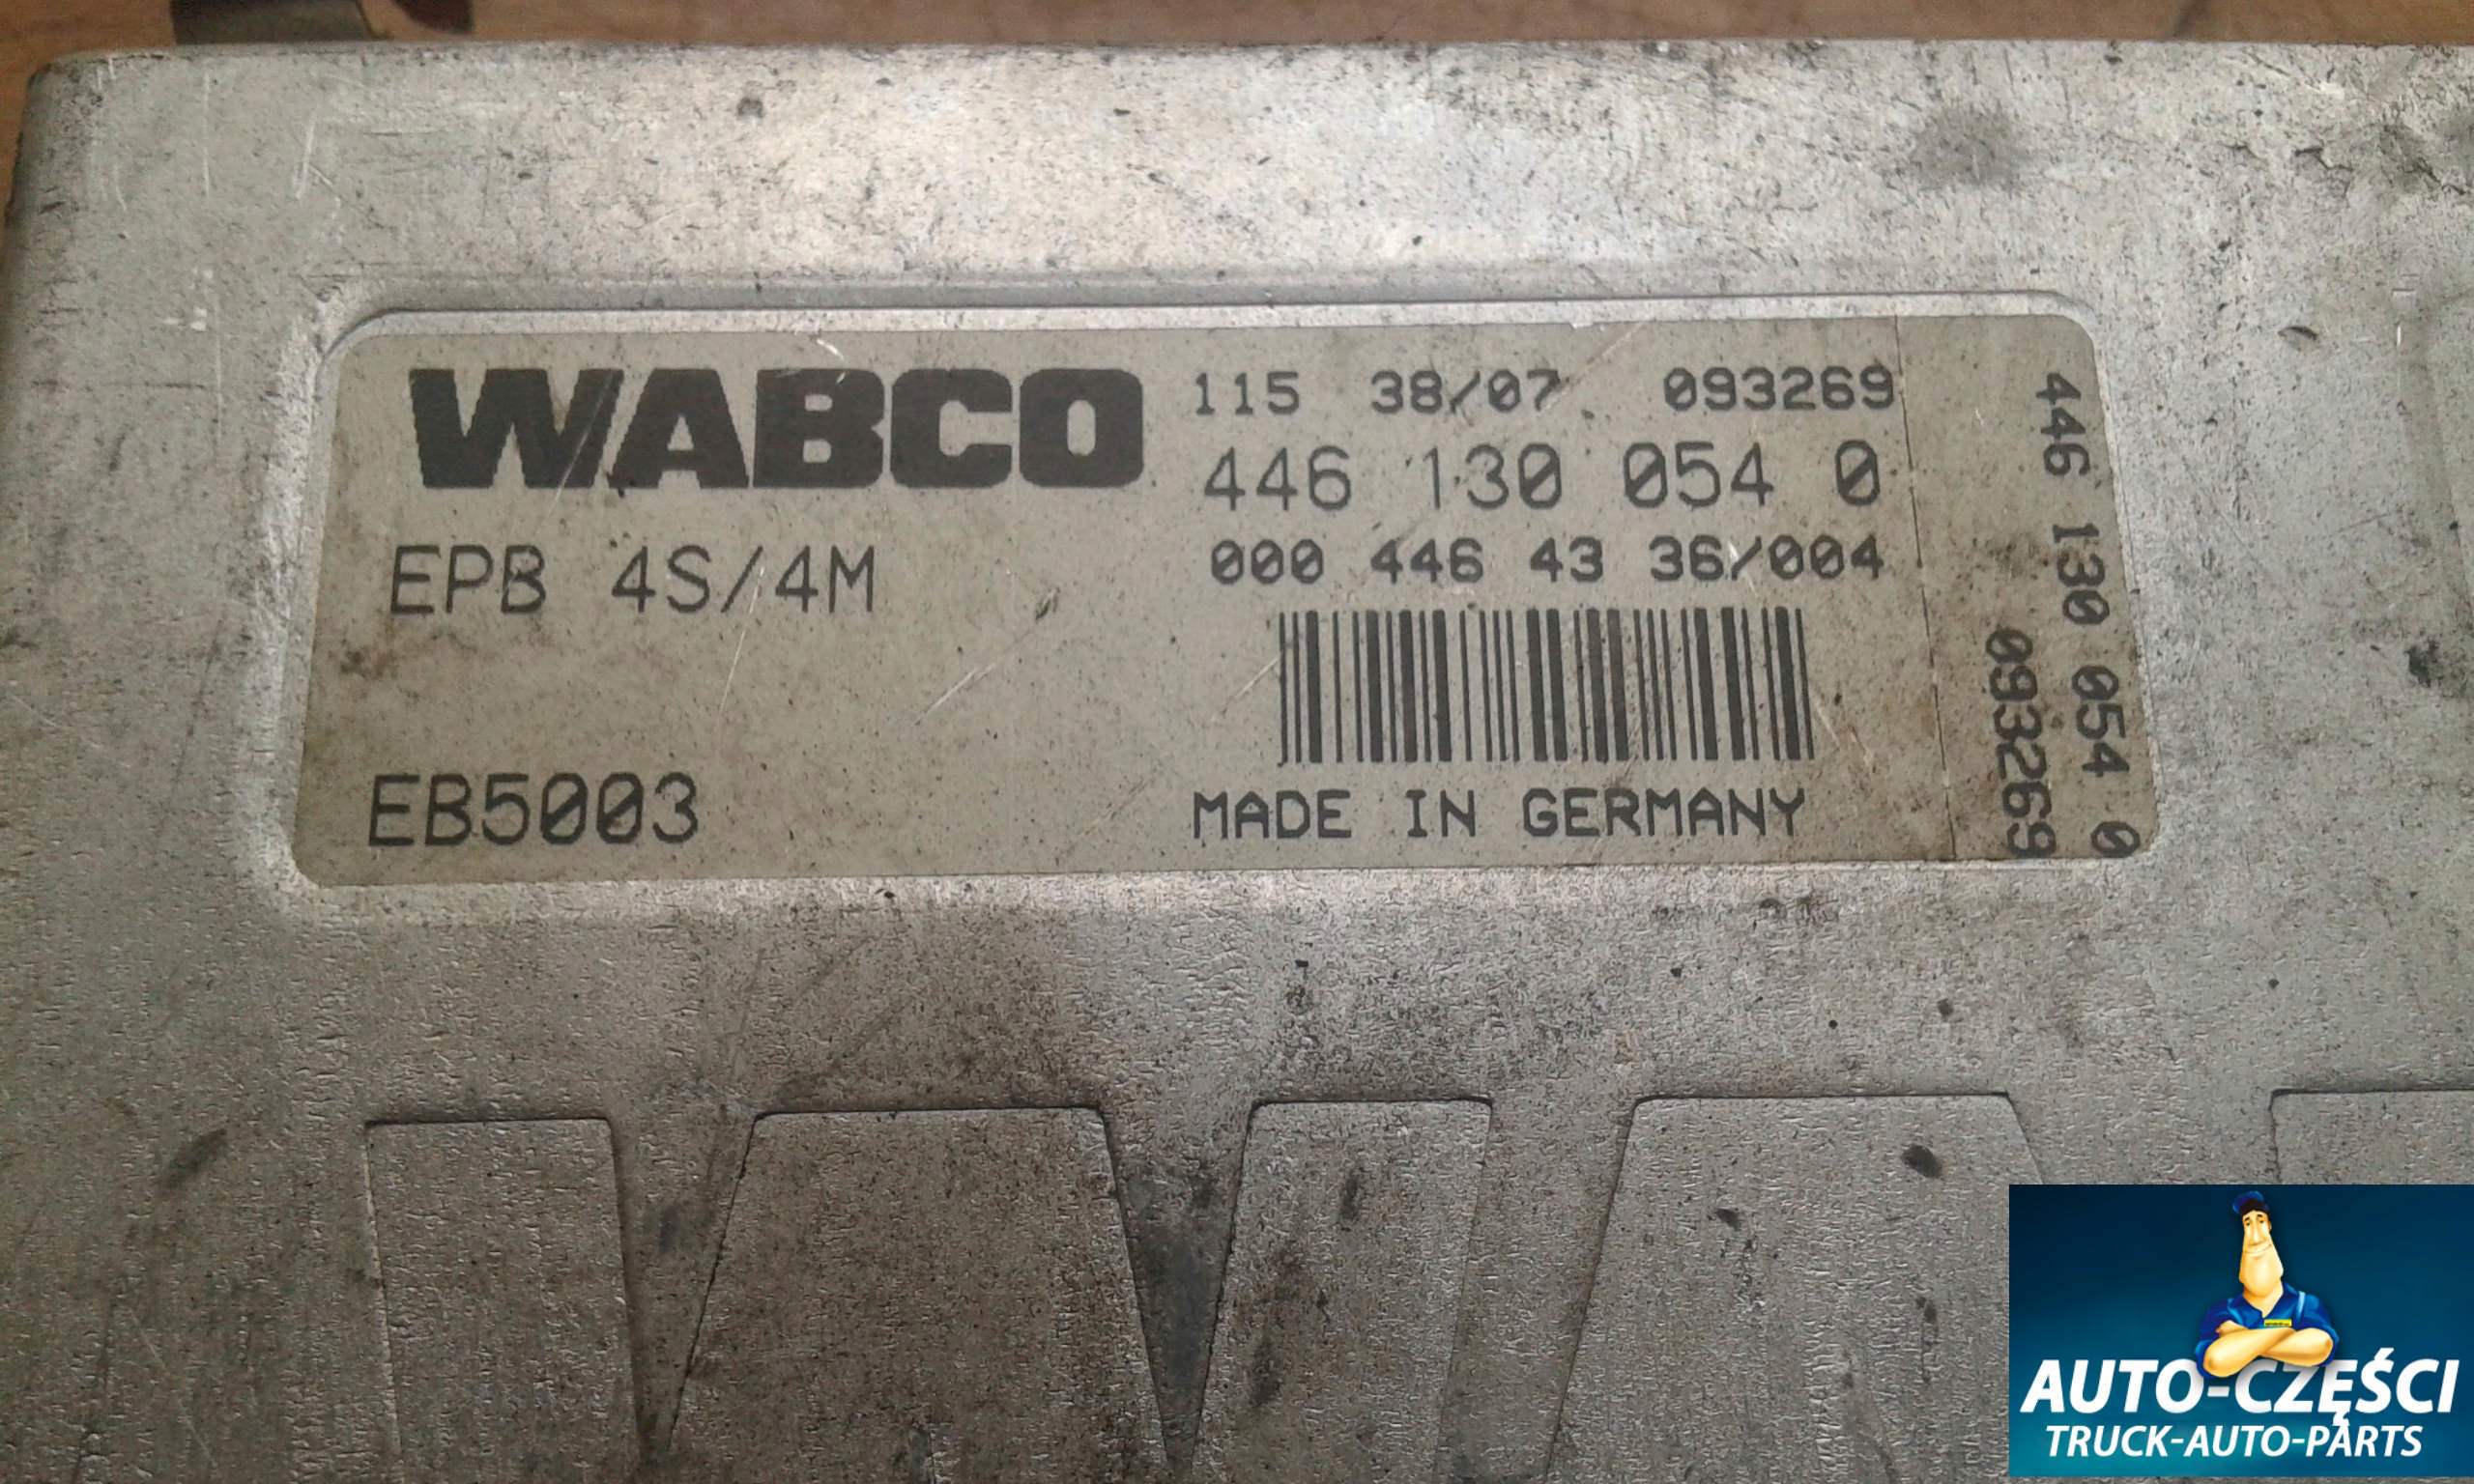 WABCO
115 38/07 093269
446 130 054 0
EPB 4S/4M
000 446 43 36/004
EB5003
MADE IN GERMANY
446 130 054 0
093269
AUTO-CZĘŚCI
TRUCK-AUTO-PARTS